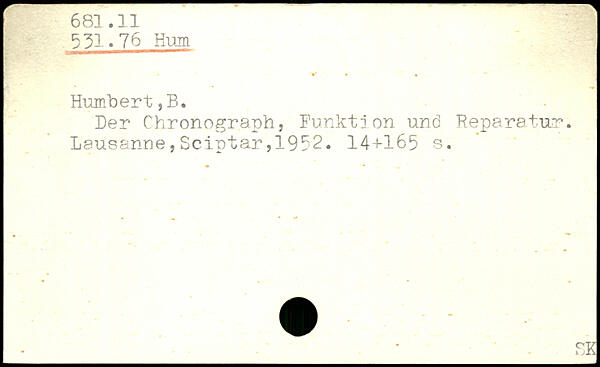 681.11
531.76 Hum
Humbert,B.
Der Chronograph, Funktion und Reparatur.
Lausanne,Sciptar,1952. 14+165 s.
SK